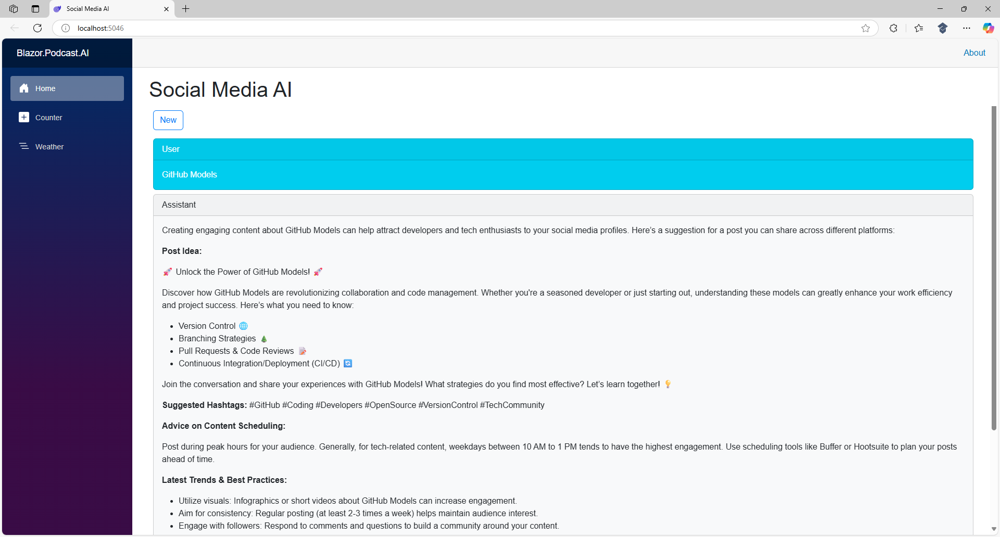 Social Media AI
localhost:5046
Blazor.Podcast.AI
About
Home
Counter
Weather
Social Media AI
New
User
GitHub Models
Assistant
Creating engaging content about GitHub Models can help attract developers and tech enthusiasts to your social media profiles. Here’s a suggestion for a post you can share across different platforms:
Post Idea:
🚀 Unlock the Power of GitHub Models! 🚀
Discover how GitHub Models are revolutionizing collaboration and code management. Whether you're a seasoned developer or just starting out, understanding these models can greatly enhance your work efficiency
and project success. Here’s what you need to know:
• Version Control 🌐
• Branching Strategies 🌲
• Pull Requests & Code Reviews 📝
• Continuous Integration/Deployment (CI/CD) 🔄
Join the conversation and share your experiences with GitHub Models! What strategies do you find most effective? Let’s learn together! 💡
Suggested Hashtags: #GitHub #Coding #Developers #OpenSource #VersionControl #TechCommunity
Advice on Content Scheduling:
Post during peak hours for your audience. Generally, for tech-related content, weekdays between 10 AM to 1 PM tends to have the highest engagement. Use scheduling tools like Buffer or Hootsuite to plan your posts
ahead of time.
Latest Trends & Best Practices:
• Utilize visuals: Infographics or short videos about GitHub Models can increase engagement.
• Aim for consistency: Regular posting (at least 2-3 times a week) helps maintain audience interest.
• Engage with followers: Respond to comments and questions to build a community around your content.